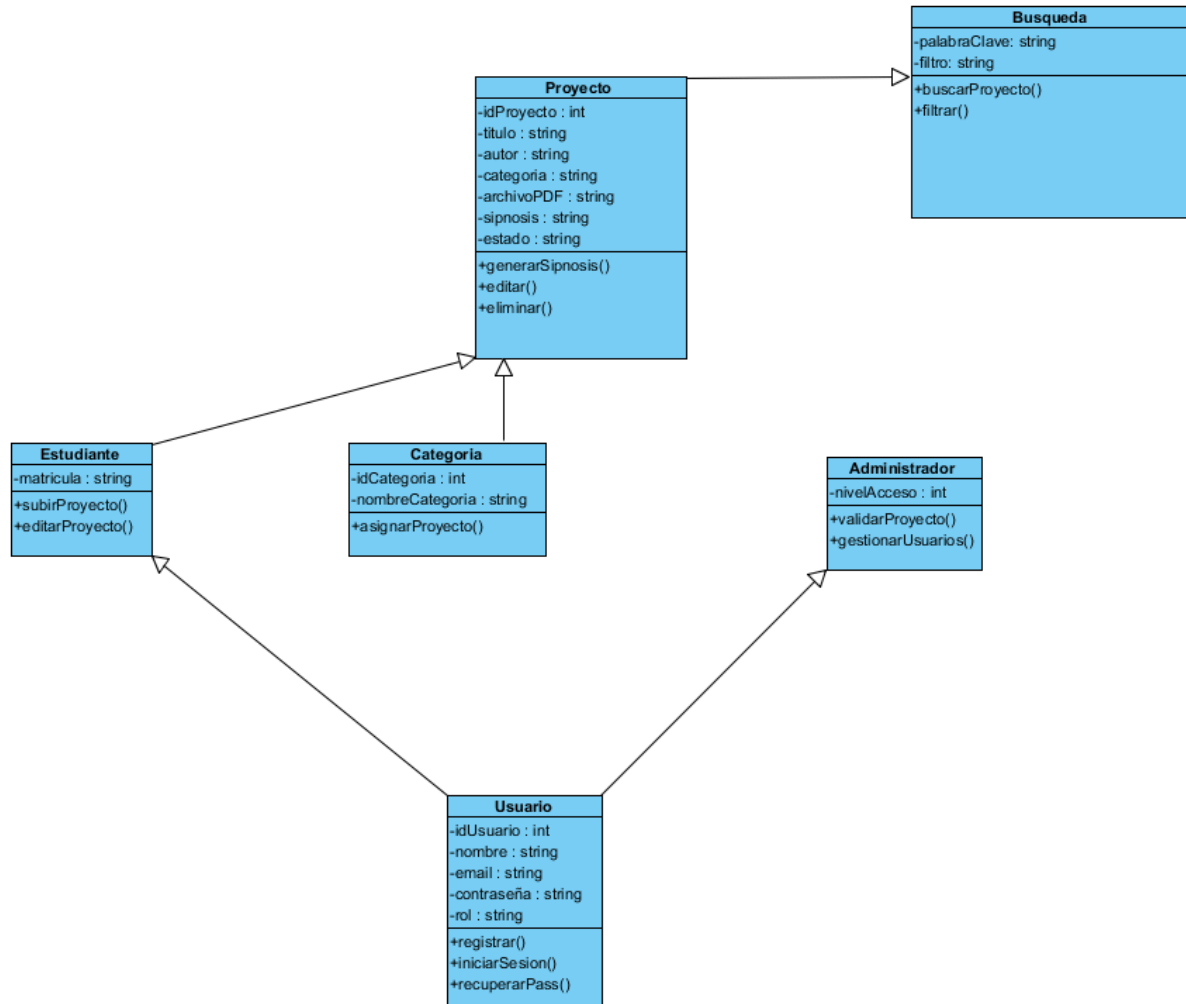 Busqueda
-palabraClave: string
-filtro: string
+buscarProyecto()
+filtrar()
Proyecto
-idProyecto : int
-titulo : string
-autor : string
-categoria : string
-archivoPDF : string
-sipnosis : string
-estado : string
+generarSipnosis()
+editar()
+eliminar()
Estudiante
-matricula : string
+subirProyecto()
+editarProyecto()
Categoria
-idCategoria : int
-nombreCategoria : string
+asignarProyecto()
Administrador
-nivelAcceso : int
+validarProyecto()
+gestionarUsuarios()
Usuario
-idUsuario : int
-nombre : string
-email : string
-contraseña : string
-rol : string
+registrar()
+iniciarSesion()
+recuperarPass()